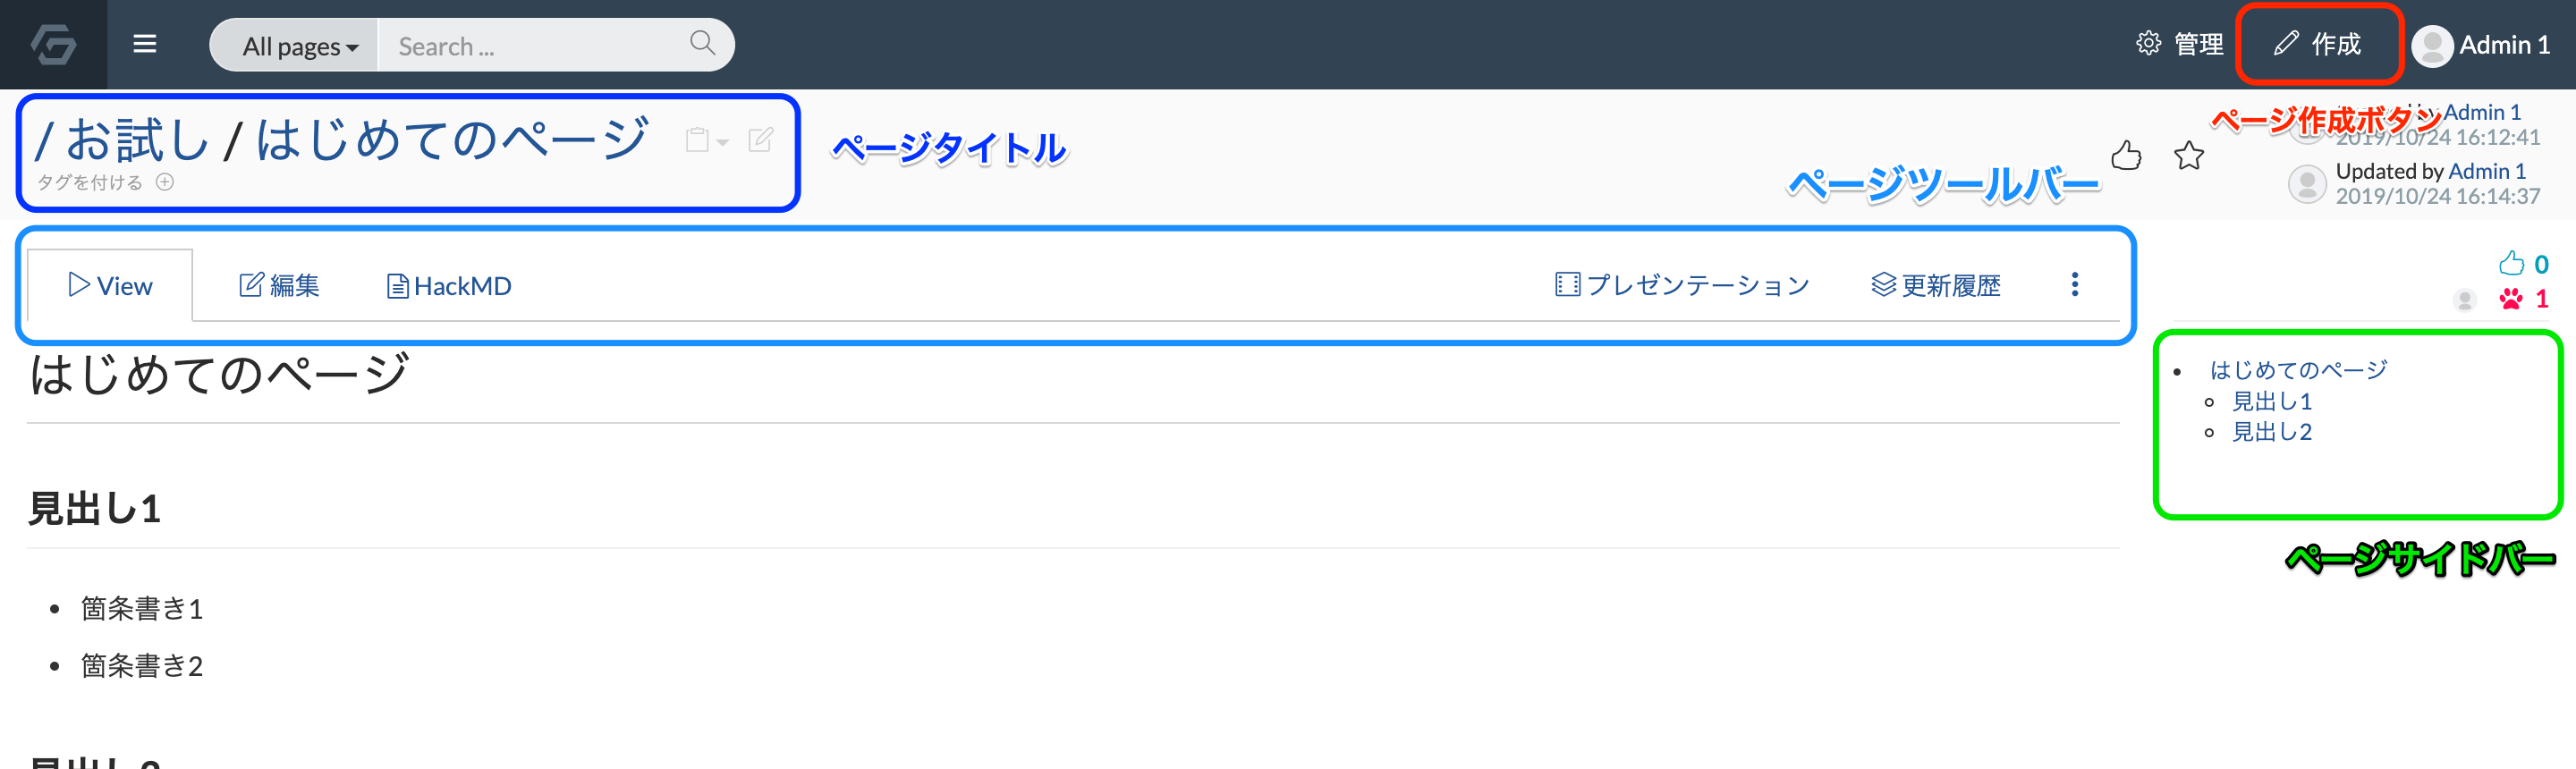 All pages
Search ...
管理
作成
Admin 1
/ お試し / はじめてのページ
タグを付ける
ページタイトル
ページツールバー
ページ作成ボタン
Admin 1
2019/10/24 16:12:41
Updated by Admin 1
2019/10/24 16:14:37
View
編集
HackMD
プレゼンテーション
更新履歴
0
1
はじめてのページ
見出し1
見出し2
ページサイドバー
はじめてのページ
見出し1
箇条書き1
箇条書き2
見出し2